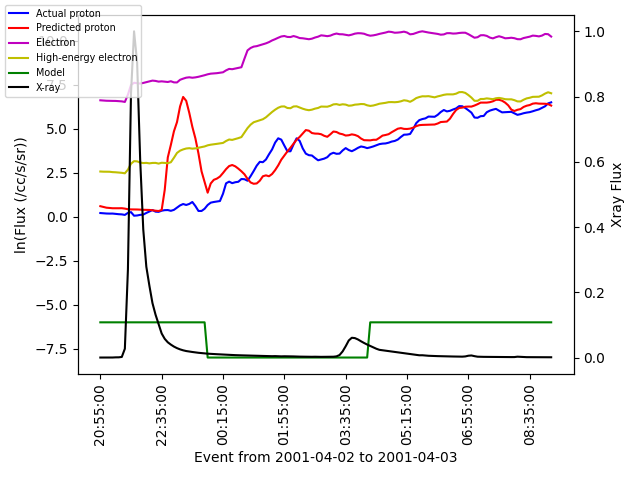 Actual proton
Predicted proton
Electron
High-energy electron
Model
X-ray
10.0
7.5
5.0
2.5
0.0
−2.5
−5.0
−7.5
ln(Flux (/cc/s/sr))
1.0
0.8
0.6
0.4
0.2
0.0
Xray Flux
20:55:00
22:35:00
00:15:00
01:55:00
03:35:00
05:15:00
06:55:00
08:35:00
Event from 2001-04-02 to 2001-04-03